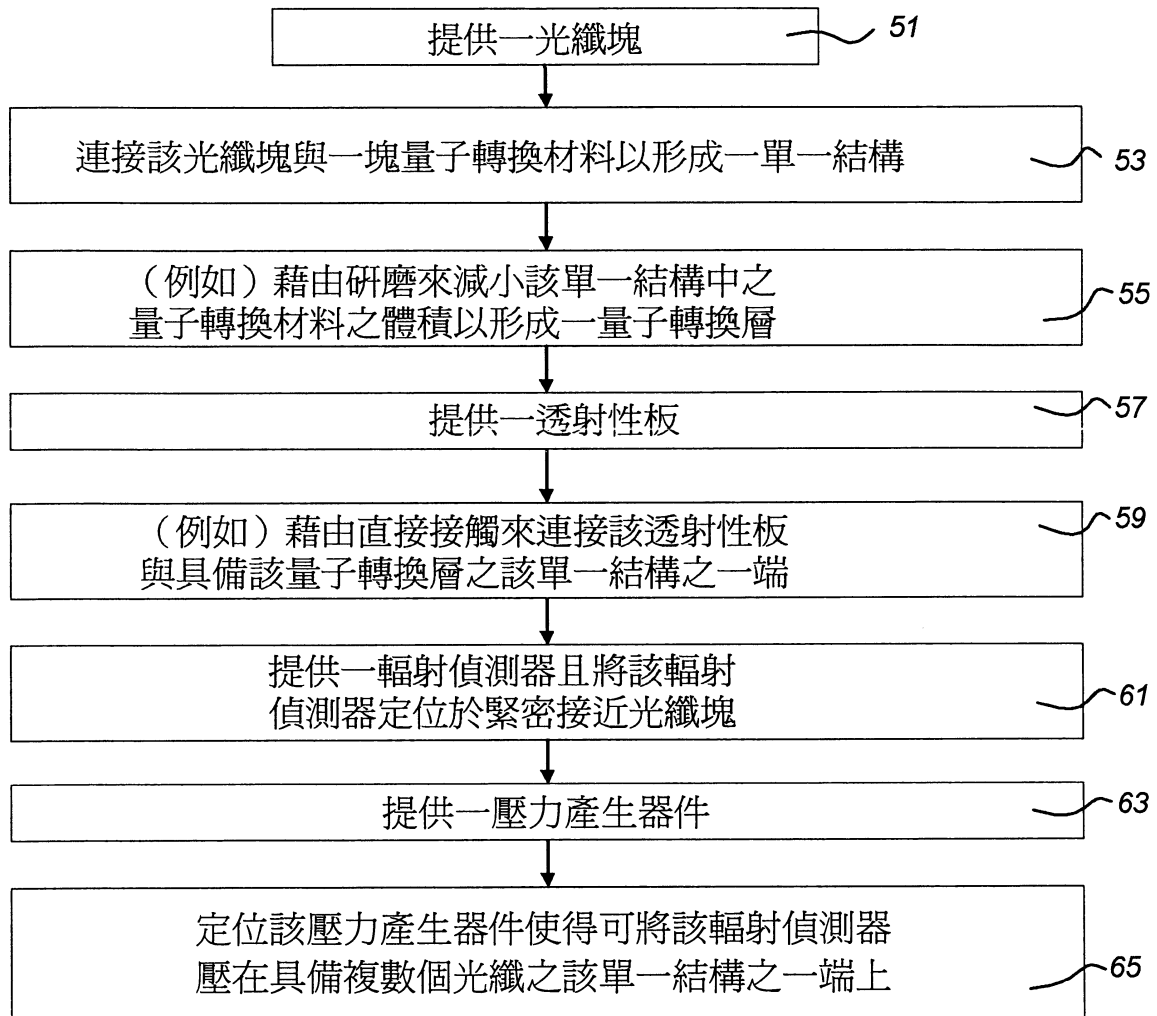 提供一光纖塊
51
連接該光纖塊與一塊量子轉換材料以形成一單一結構
53
（例如）藉由研磨來減小該單一結構中之
量子轉換材料之體積以形成一量子轉換層
55
提供一透射性板
57
（例如）藉由直接接觸來連接該透射性板
與具備該量子轉換層之該單一結構之一端
59
提供一輻射偵測器且將該輻射
偵測器定位於緊密接近光纖塊
61
提供一壓力產生器件
63
定位該壓力產生器件使得可將該輻射偵測器
壓在具備複數個光纖之該單一結構之一端上
65